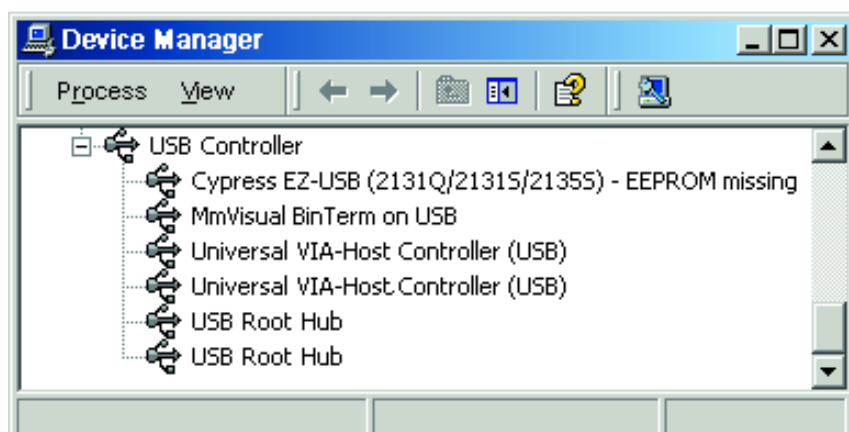 Device Manager
Process View
USB Controller
Cypress EZ-USB (2131Q/2131S/2135S) - EEPROM missing
MmVisual BinTerm on USB
Universal VIA-Host Controller (USB)
Universal VIA-Host Controller (USB)
USB Root Hub
USB Root Hub